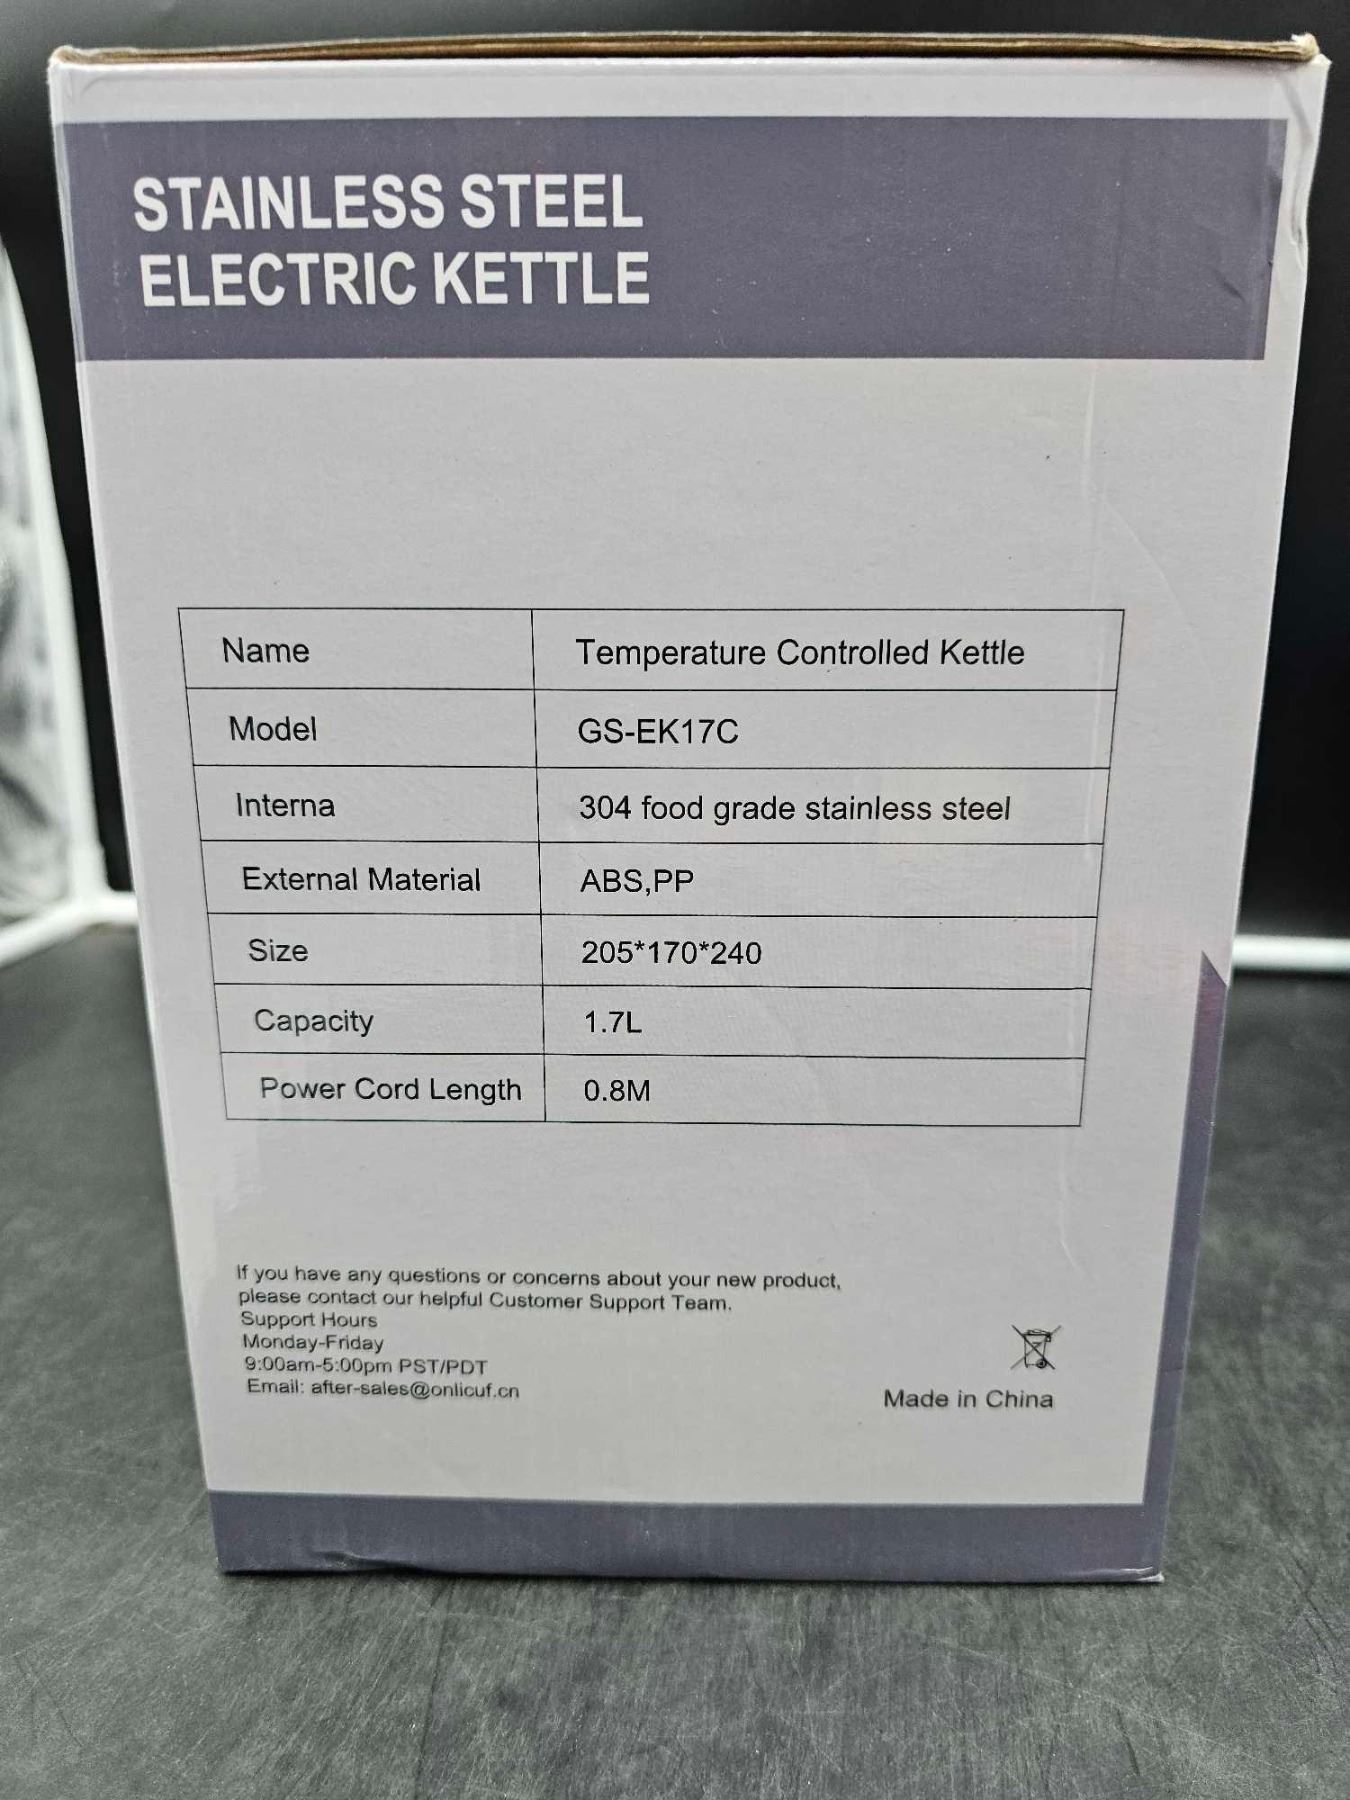 STAINLESS STEEL
ELECTRIC KETTLE
Name Temperature Controlled Kettle
Model GS-EK17C
Interna 304 food grade stainless steel
External Material ABS,PP
Size 205*170*240
Capacity 1.7L
Power Cord Length 0.8M
If you have any questions or concerns about your new product,
please contact our helpful Customer Support Team.
Support Hours
Monday-Friday
9:00am-5:00pm PST/PDT
Email: after-sales@onlicuf.cn
Made in China